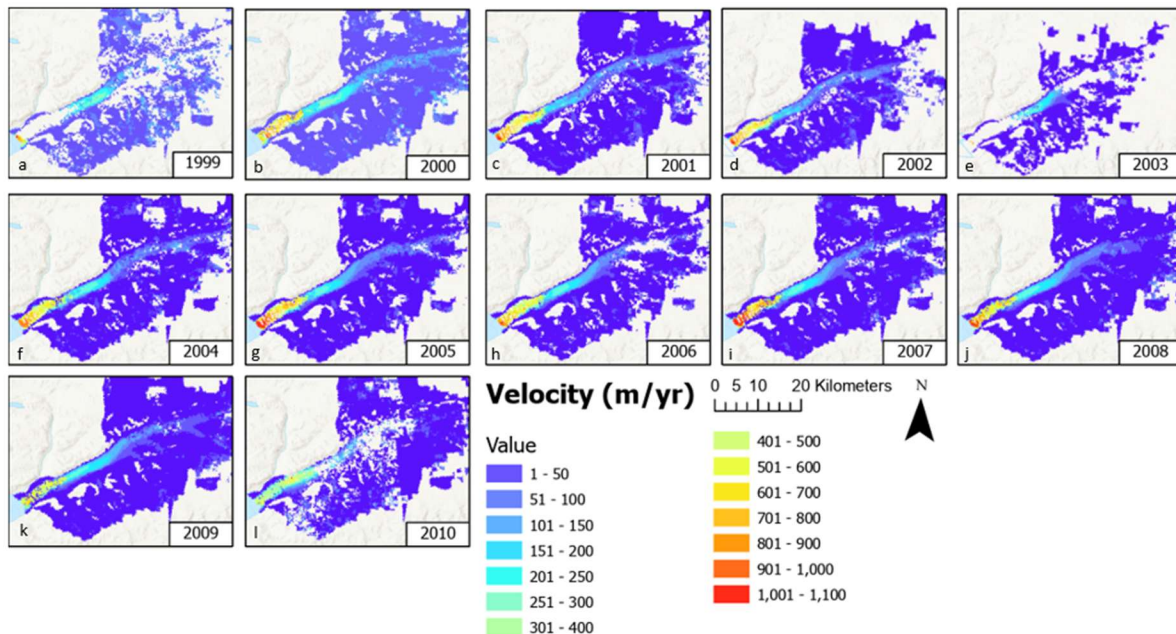 a 1999
b 2000
c 2001
d 2002
e 2003
f 2004
g 2005
h 2006
i 2007
j 2008
k 2009
l 2010
Velocity (m/yr)
Value
1 - 50
51 - 100
101 - 150
151 - 200
201 - 250
251 - 300
301 - 400
0 5 10 20 Kilometers
N
401 - 500
501 - 600
601 - 700
701 - 800
801 - 900
901 - 1,000
1,001 - 1,100